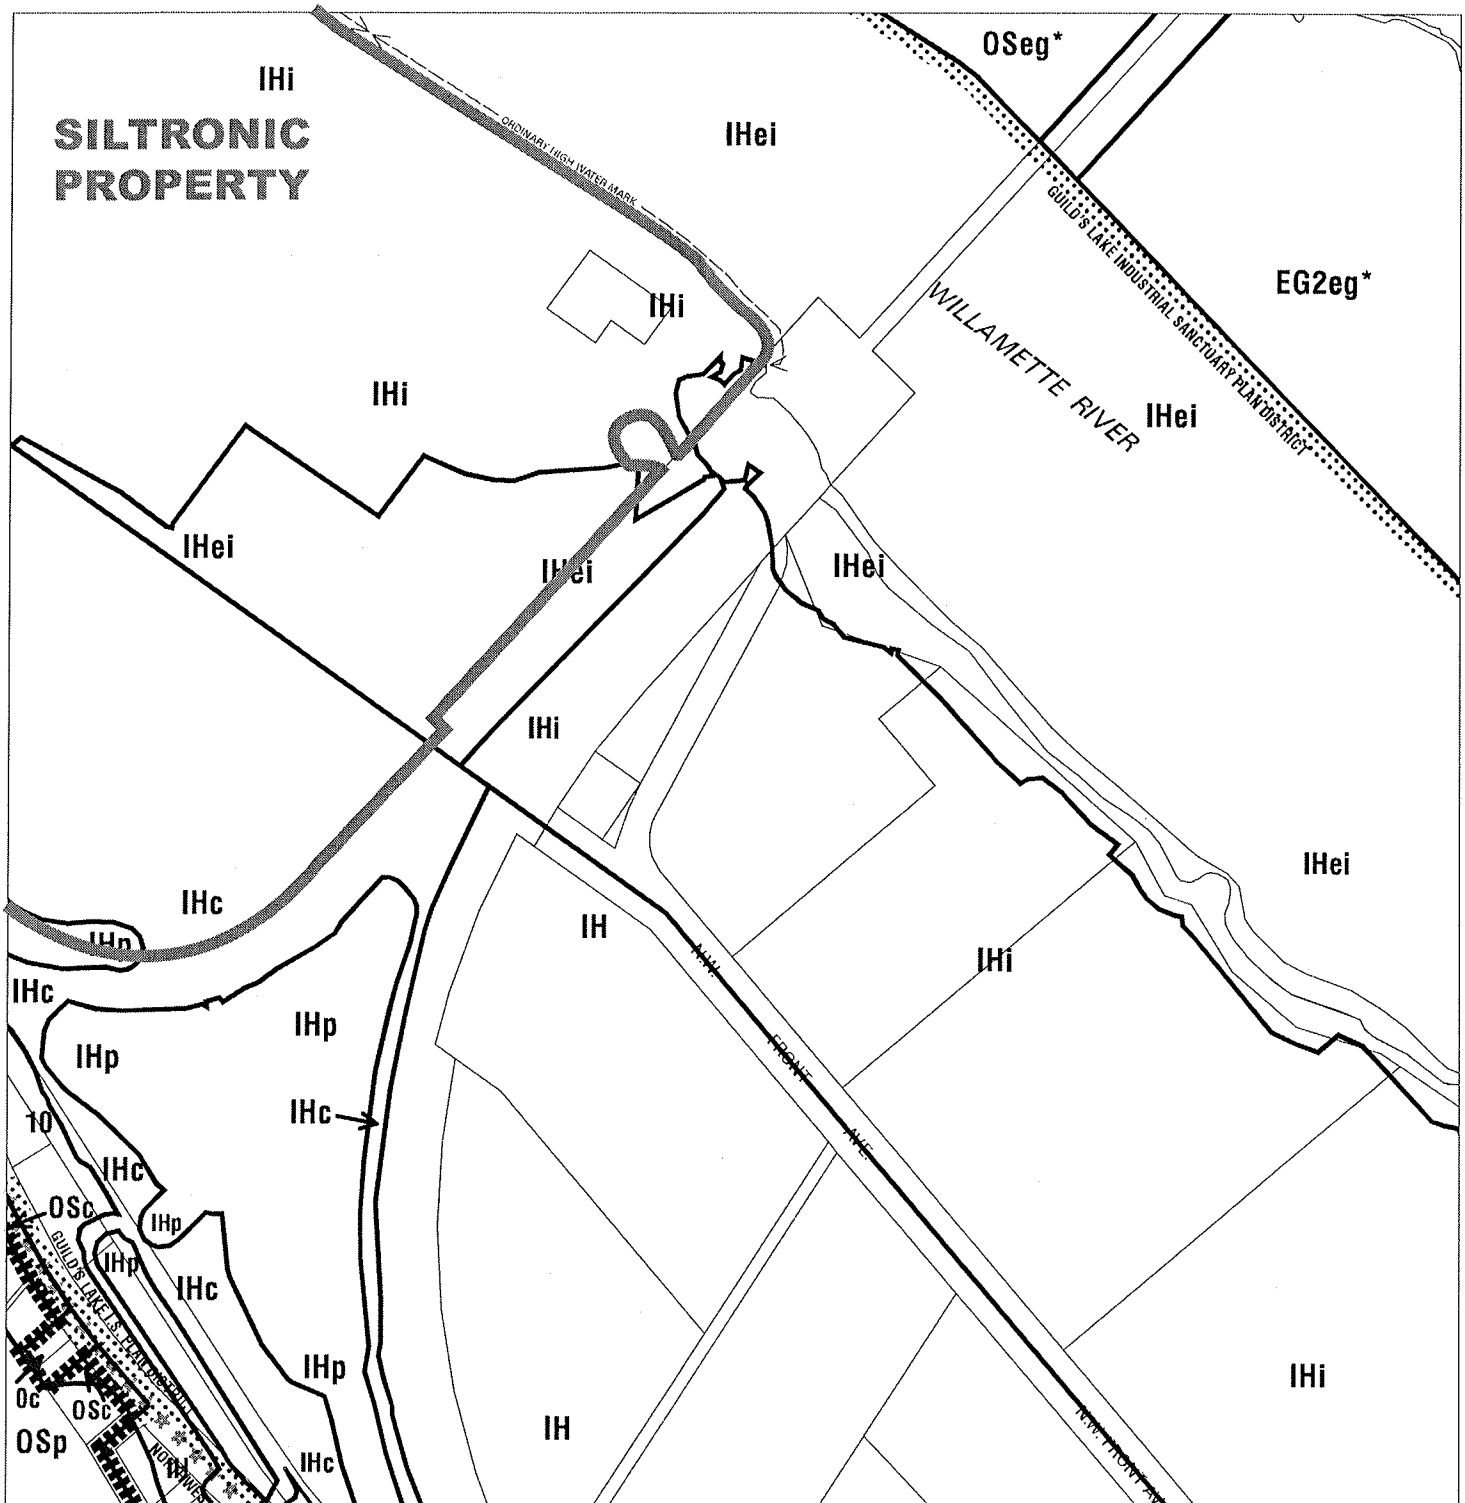 OSeg*
IHi
SILTRONIC
PROPERTY
IHei
ORDINARY HIGH WATER MARK
GUILD'S LAKE INDUSTRIAL SANCTUARY PLAN DISTRICT
EG2eg*
WILLAMETTE RIVER
IHi
IHi
IHei
IHei
IHei
IHei
IHi
IHei
IHc
IH
IHp
IHi
IHc
IHp
IHp
N.W. FRONT AVE.
IHc
10
IHc
OSc
IHp
GUILD'S LAKE I.S. PLAN DISTRICT
IHp
IHc
IHp
IHi
Oc
OSc
IH
N.W. FRONT AV
OSp
IH
IHc